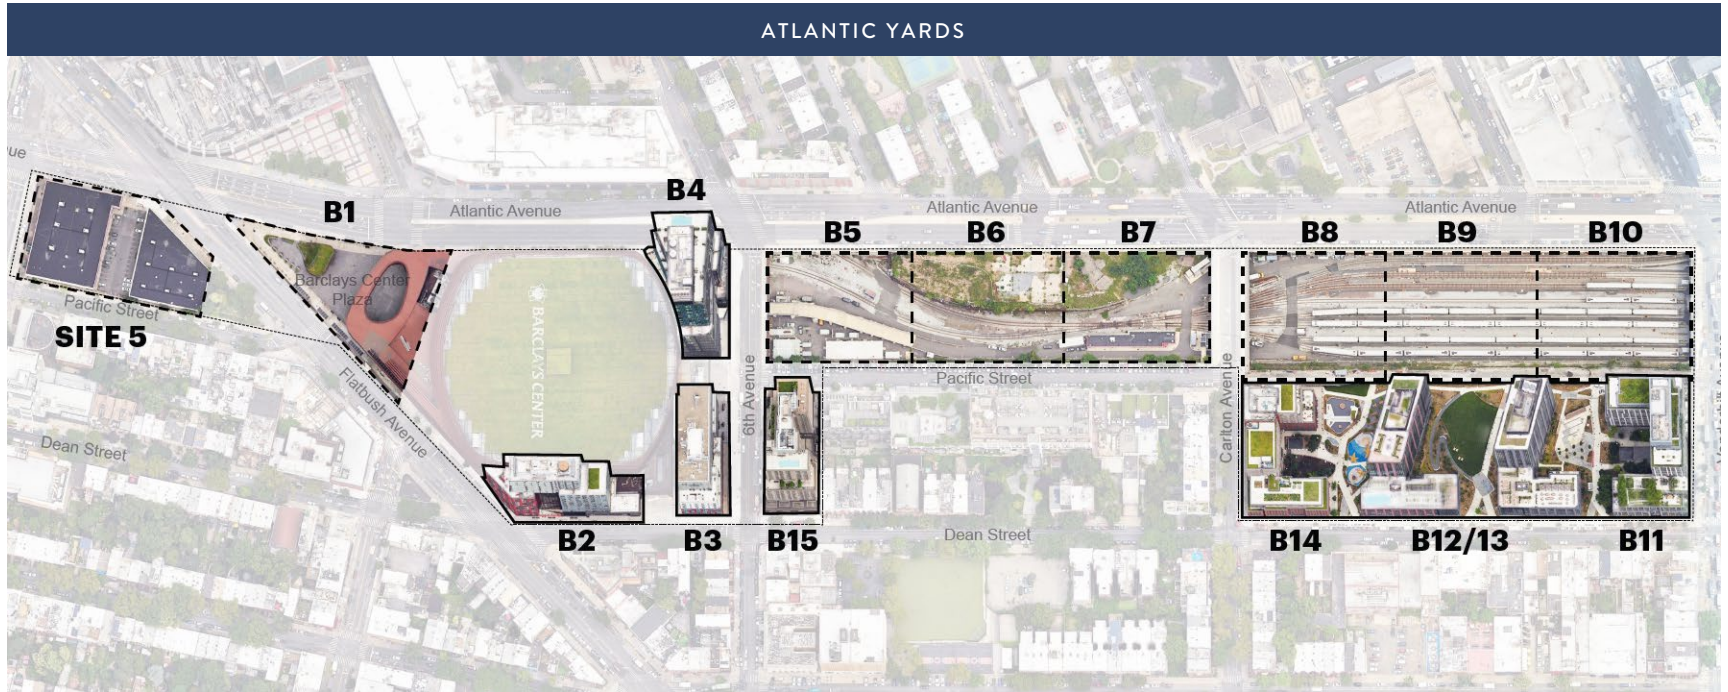 ATLANTIC YARDS
ue
B4
B1
Atlantic Avenue
Atlantic Avenue
Atlantic Avenue
B5
B6
B7
B8
B9
B10
Barclays Center
Plaza
Pacific Street
SITE 5
BARCLAYS CENTER
Flatbush Avenue
6th Avenue
Pacific Street
Carlton Avenue
Dean Street
B2
B3
B15
Dean Street
B14
B12/13
B11